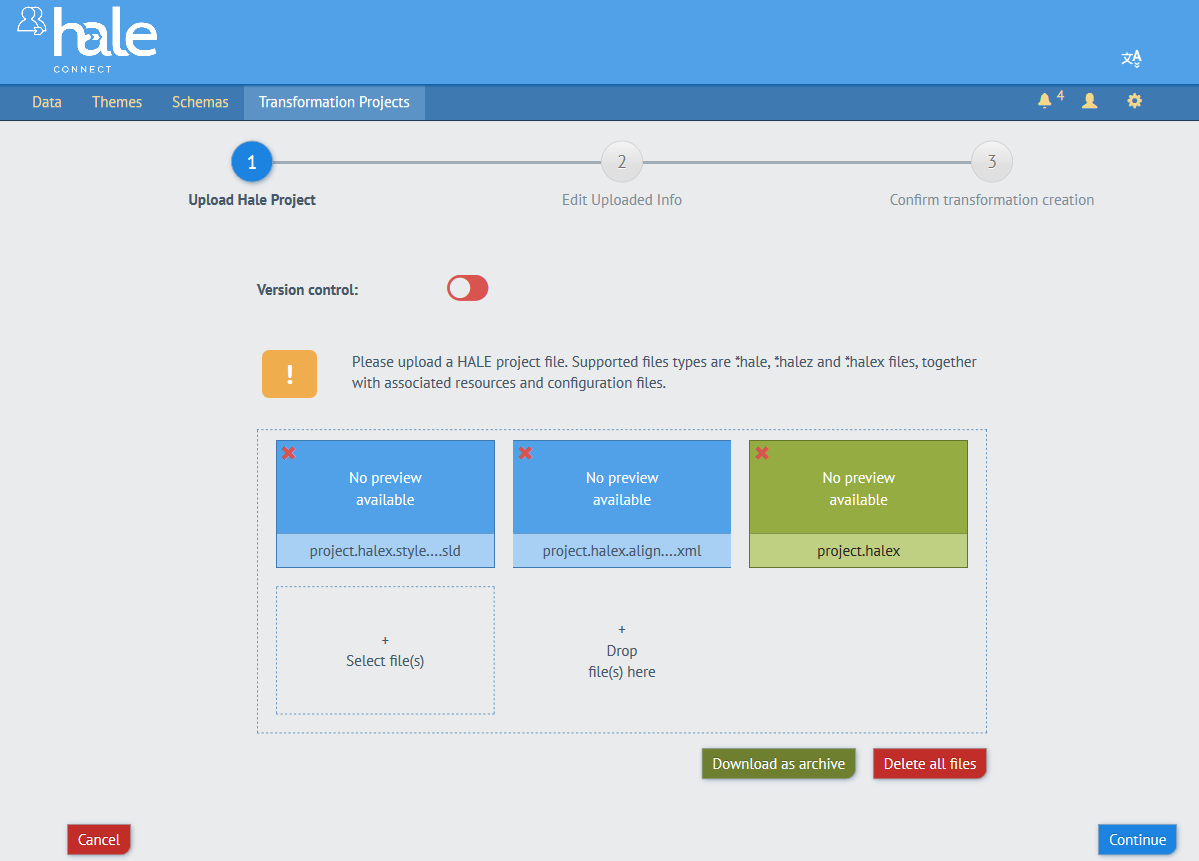 hale
CONNECT
文A
Data Themes Schemas Transformation Projects 4
1 2 3
Upload Hale Project Edit Uploaded Info Confirm transformation creation
Version control:
! Please upload a HALE project file. Supported files types are *.hale, *.halez and *.halex files, together
with associated resources and configuration files.
No preview
available
project.halex.style....sld
No preview
available
project.halex.align....xml
No preview
available
project.halex
+
Select file(s)
+
Drop
file(s) here
Download as archive Delete all files
Cancel Continue